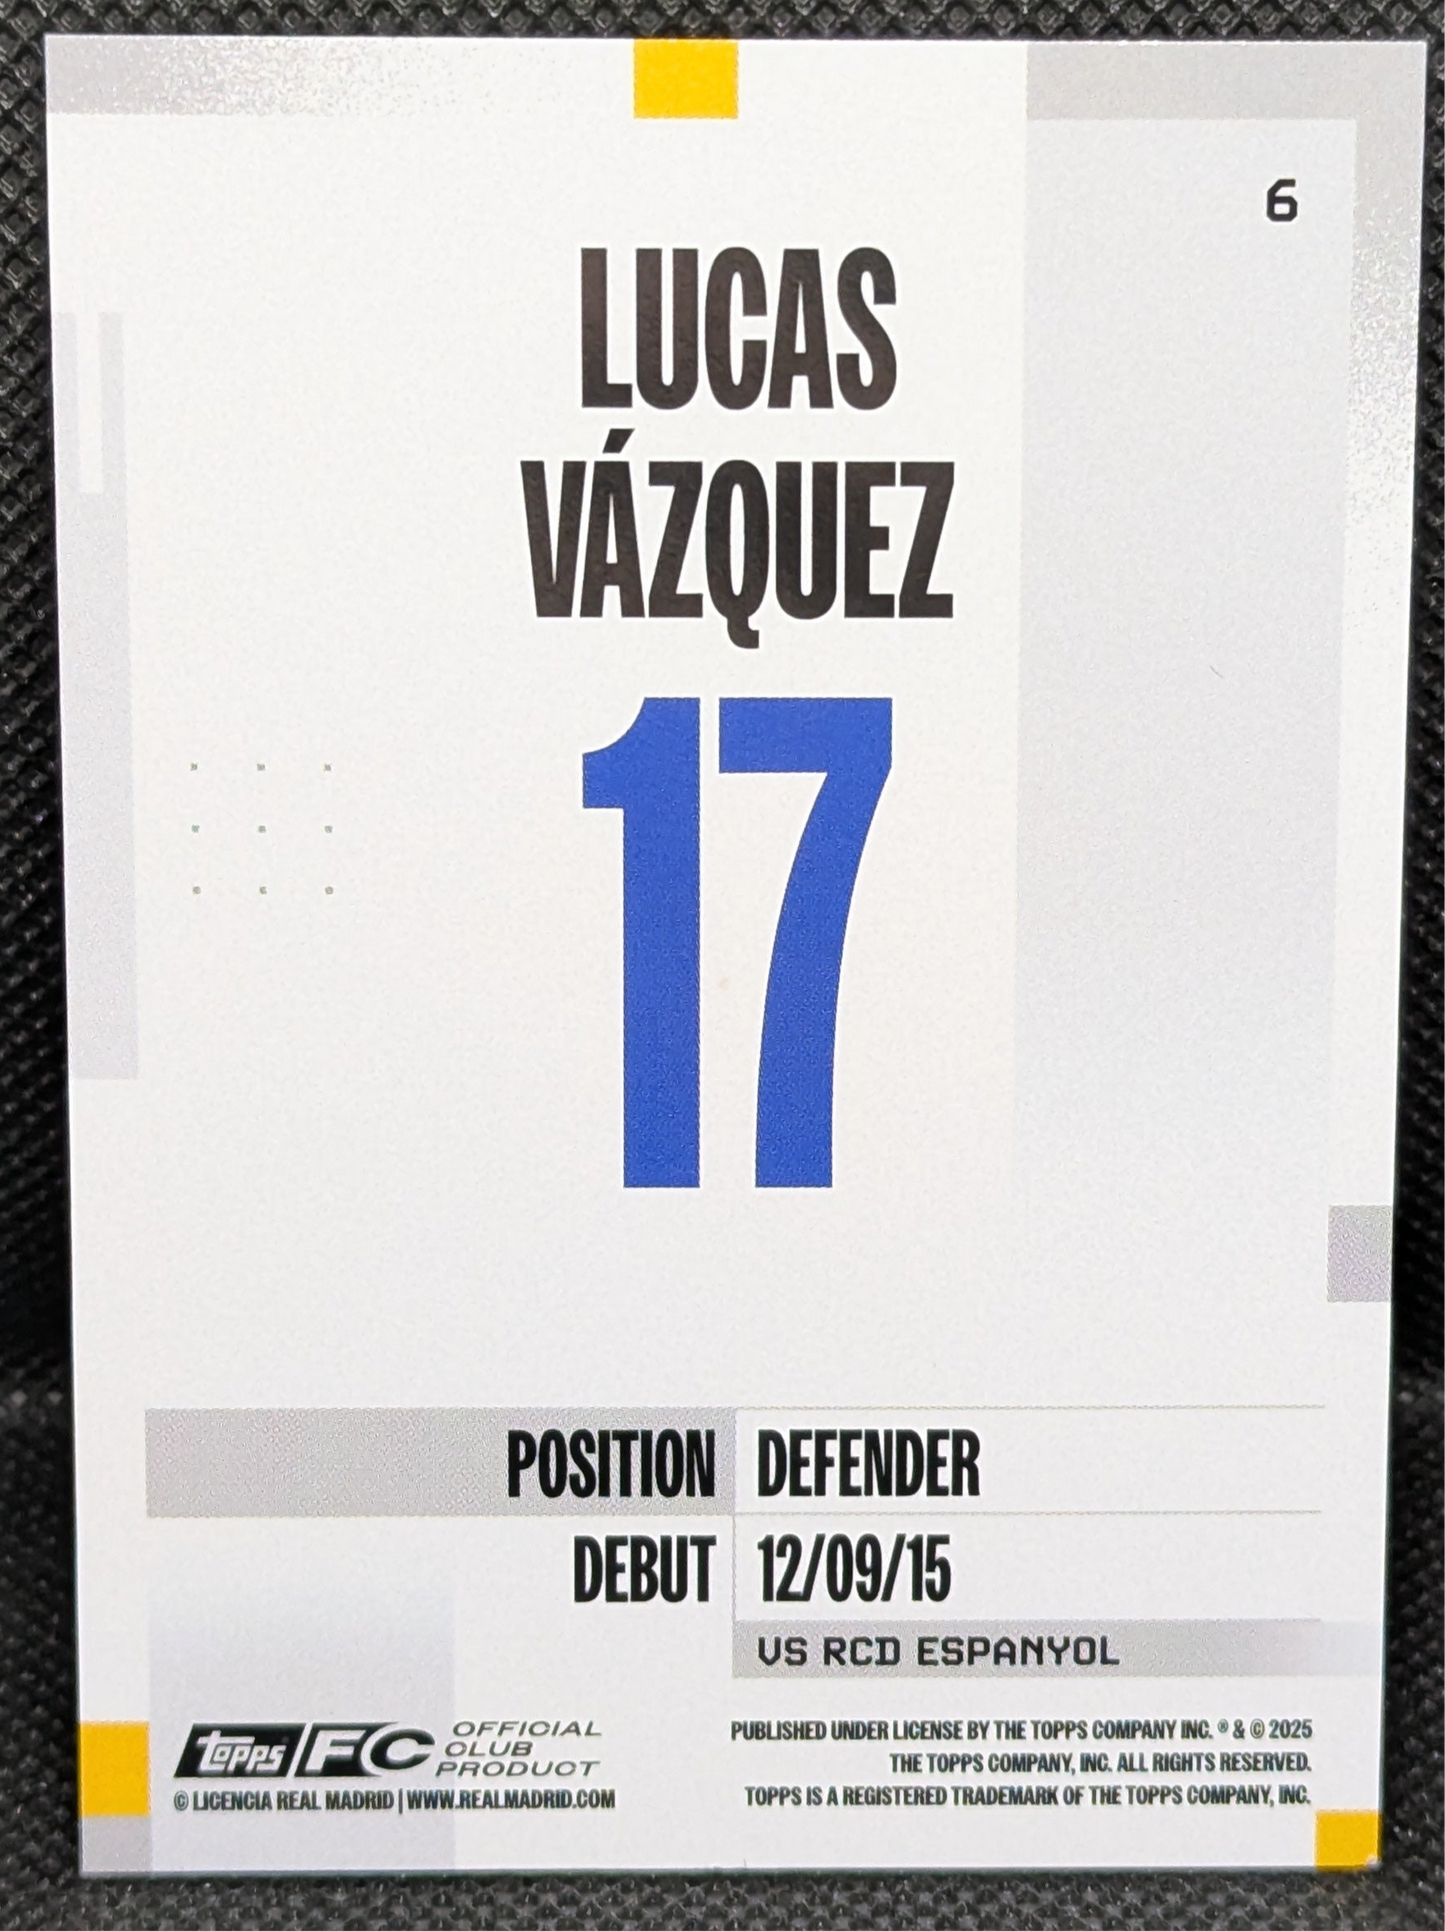 6
LUCAS
VÁZQUEZ
17
POSITION DEFENDER
DEBUT 12/09/15
VS RCD ESPANYOL
topps FC OFFICIAL
CLUB
PRODUCT
© LICENCIA REAL MADRID | WWW.REALMADRID.COM
PUBLISHED UNDER LICENSE BY THE TOPPS COMPANY INC. ® & © 2025
THE TOPPS COMPANY, INC. ALL RIGHTS RESERVED.
TOPPS IS A REGISTERED TRADEMARK OF THE TOPPS COMPANY, INC.